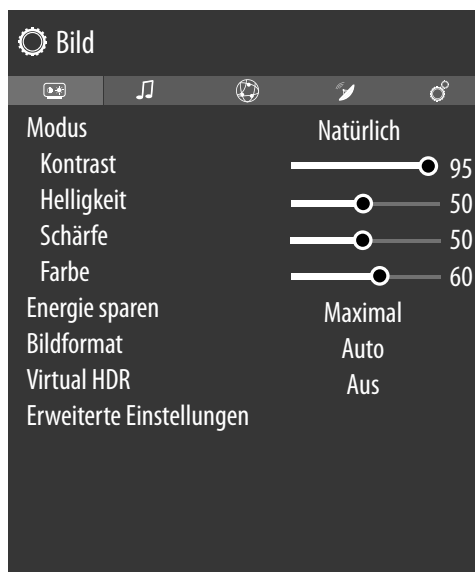 Bild
Modus Natürlich
Kontrast 95
Helligkeit 50
Schärfe 50
Farbe 60
Energie sparen Maximal
Bildformat Auto
Virtual HDR Aus
Erweiterte Einstellungen